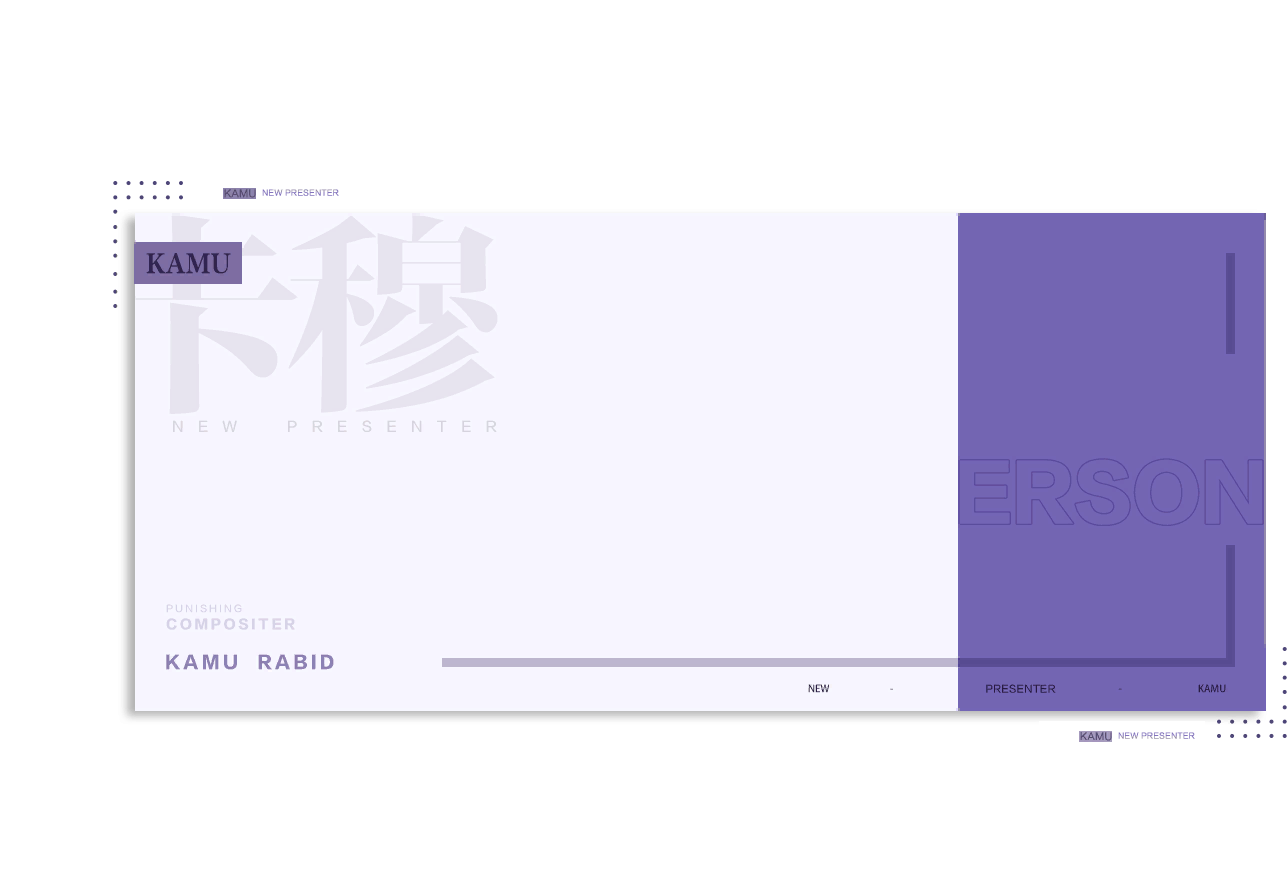 KAMU NEW PRESENTER
卡穆
KAMU
NEW PRESENTER
ERSON
PUNISHING
COMPOSITER
KAMU RABID
NEW - PRESENTER - KAMU
KAMU NEW PRESENTER